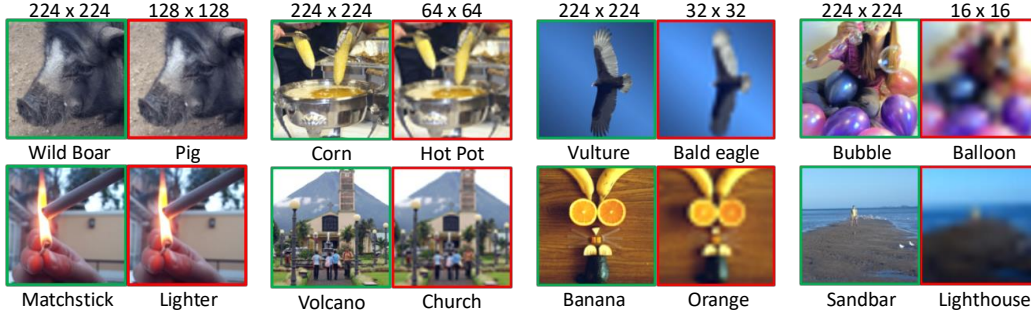 224 x 224 128 x 128 224 x 224 64 x 64 224 x 224 32 x 32 224 x 224 16 x 16
Wild Boar Pig Corn Hot Pot Vulture Bald eagle Bubble Balloon
Matchstick Lighter Volcano Church Banana Orange Sandbar Lighthouse